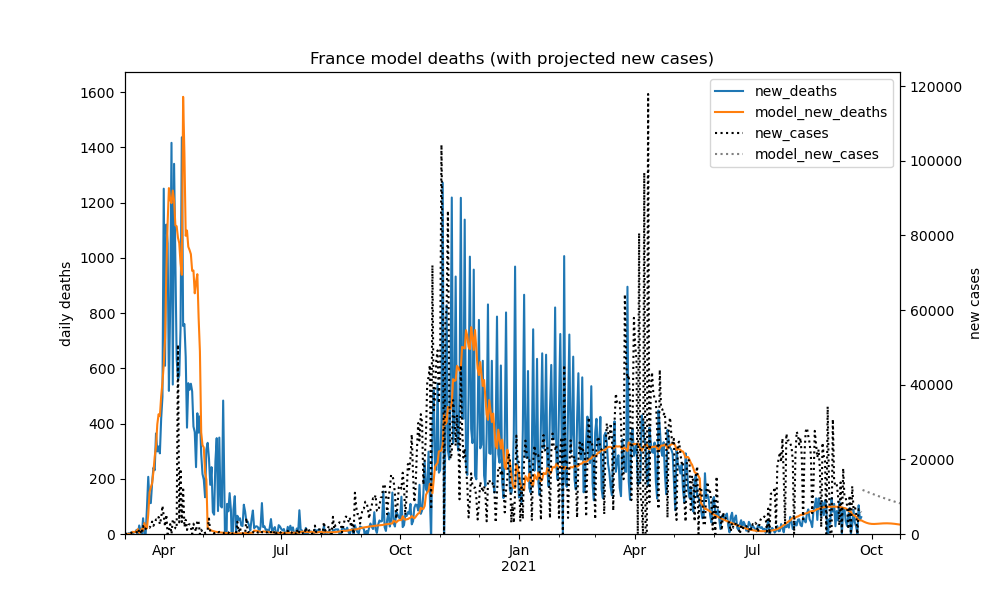 France model deaths (with projected new cases)
1600
1400
1200
1000
800
600
400
200
0
daily deaths
120000
100000
80000
60000
40000
20000
0
new cases
new_deaths
model_new_deaths
new_cases
model_new_cases
Apr
Jul
Oct
Jan
2021
Apr
Jul
Oct